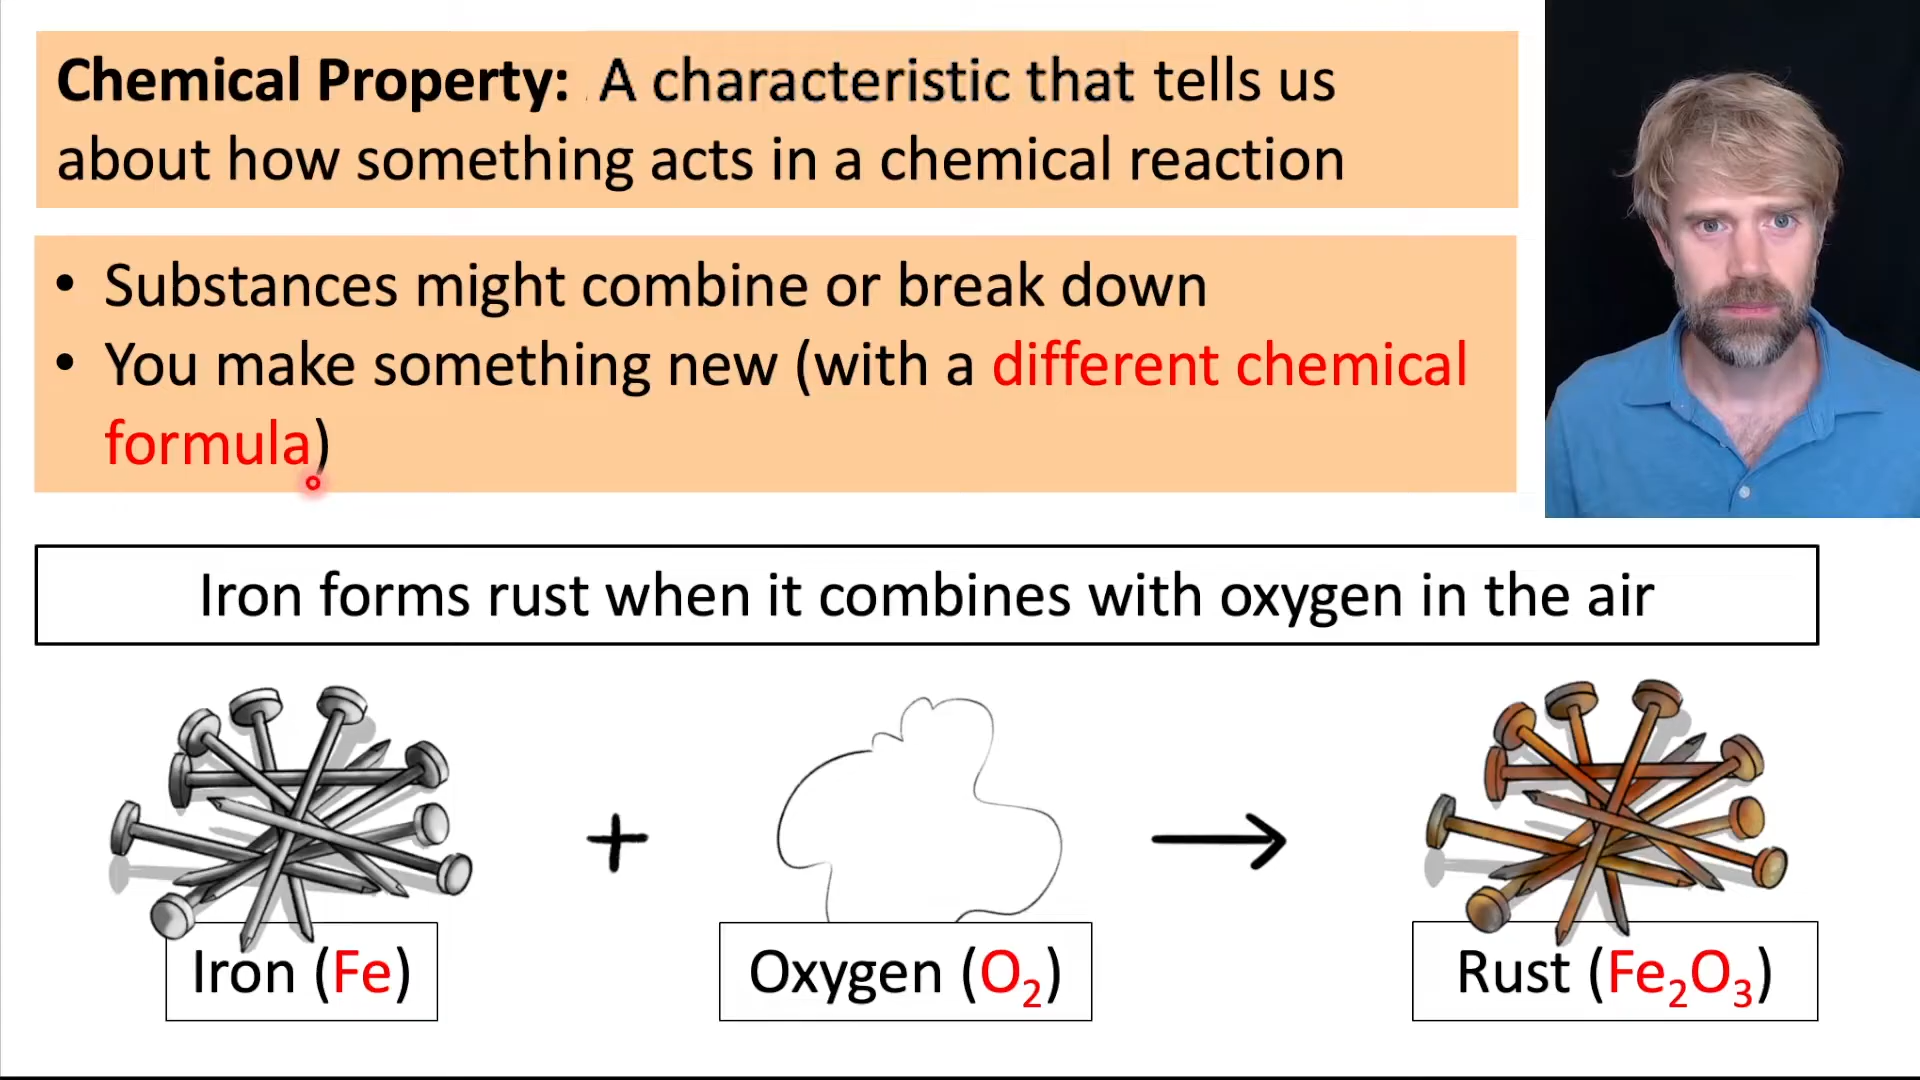 Chemical Property: A characteristic that tells us
about how something acts in a chemical reaction
• Substances might combine or break down
• You make something new (with a different chemical
formula)
Iron forms rust when it combines with oxygen in the air
+
→
Iron (Fe)
Oxygen (O₂)
Rust (Fe₂O₃)